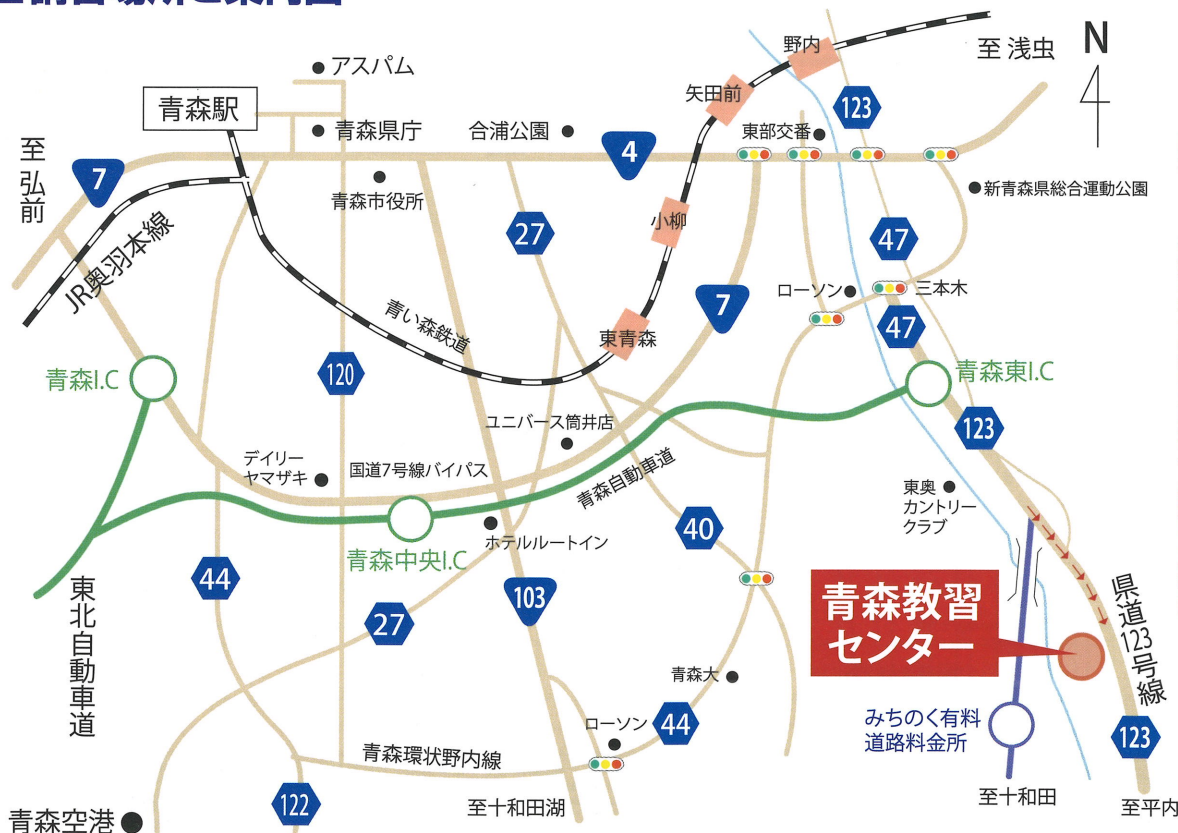 至 浅虫
N
野内
アスパム
矢田前
123
青森駅
青森県庁
合浦公園
東部交番
4
至弘前
7
青森市役所
新青森県総合運動公園
小柳
27
47
JR奥羽本線
ローソン
三本木
7
47
青い森鉄道
東青森
青森I.C
120
青森東I.C
ユニバース筒井店
123
デイリー
ヤマザキ
国道7号線バイパス
青森自動車道
東奥
カントリー
クラブ
ホテルルートイン
40
青森中央I.C
44
103
東北自動車道
27
青森教習
センター
県道123号線
青森大
ローソン
44
みちのく有料
道路料金所
123
青森環状野内線
122
至十和田湖
至十和田
至平内
青森空港